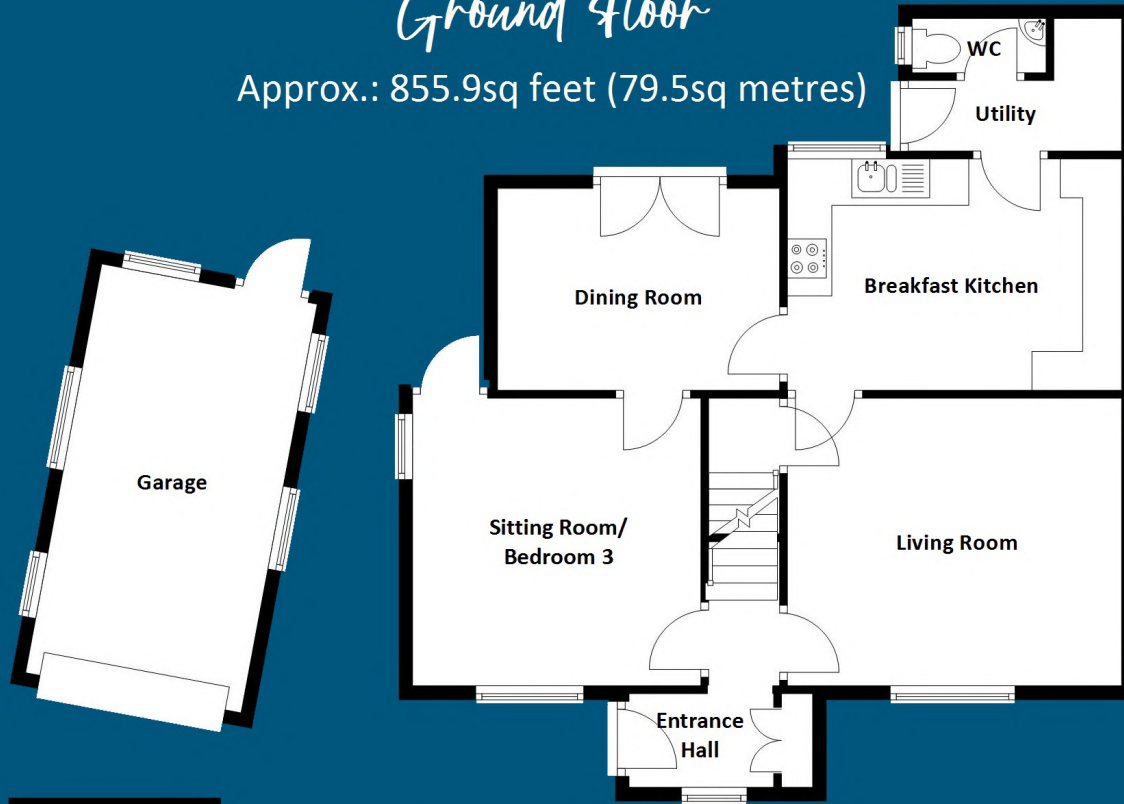 Ground Floor
Approx.: 855.9sq feet (79.5sq metres)
WC
Utility
Dining Room
Breakfast Kitchen
Garage
Sitting Room/
Bedroom 3
Living Room
Entrance
Hall